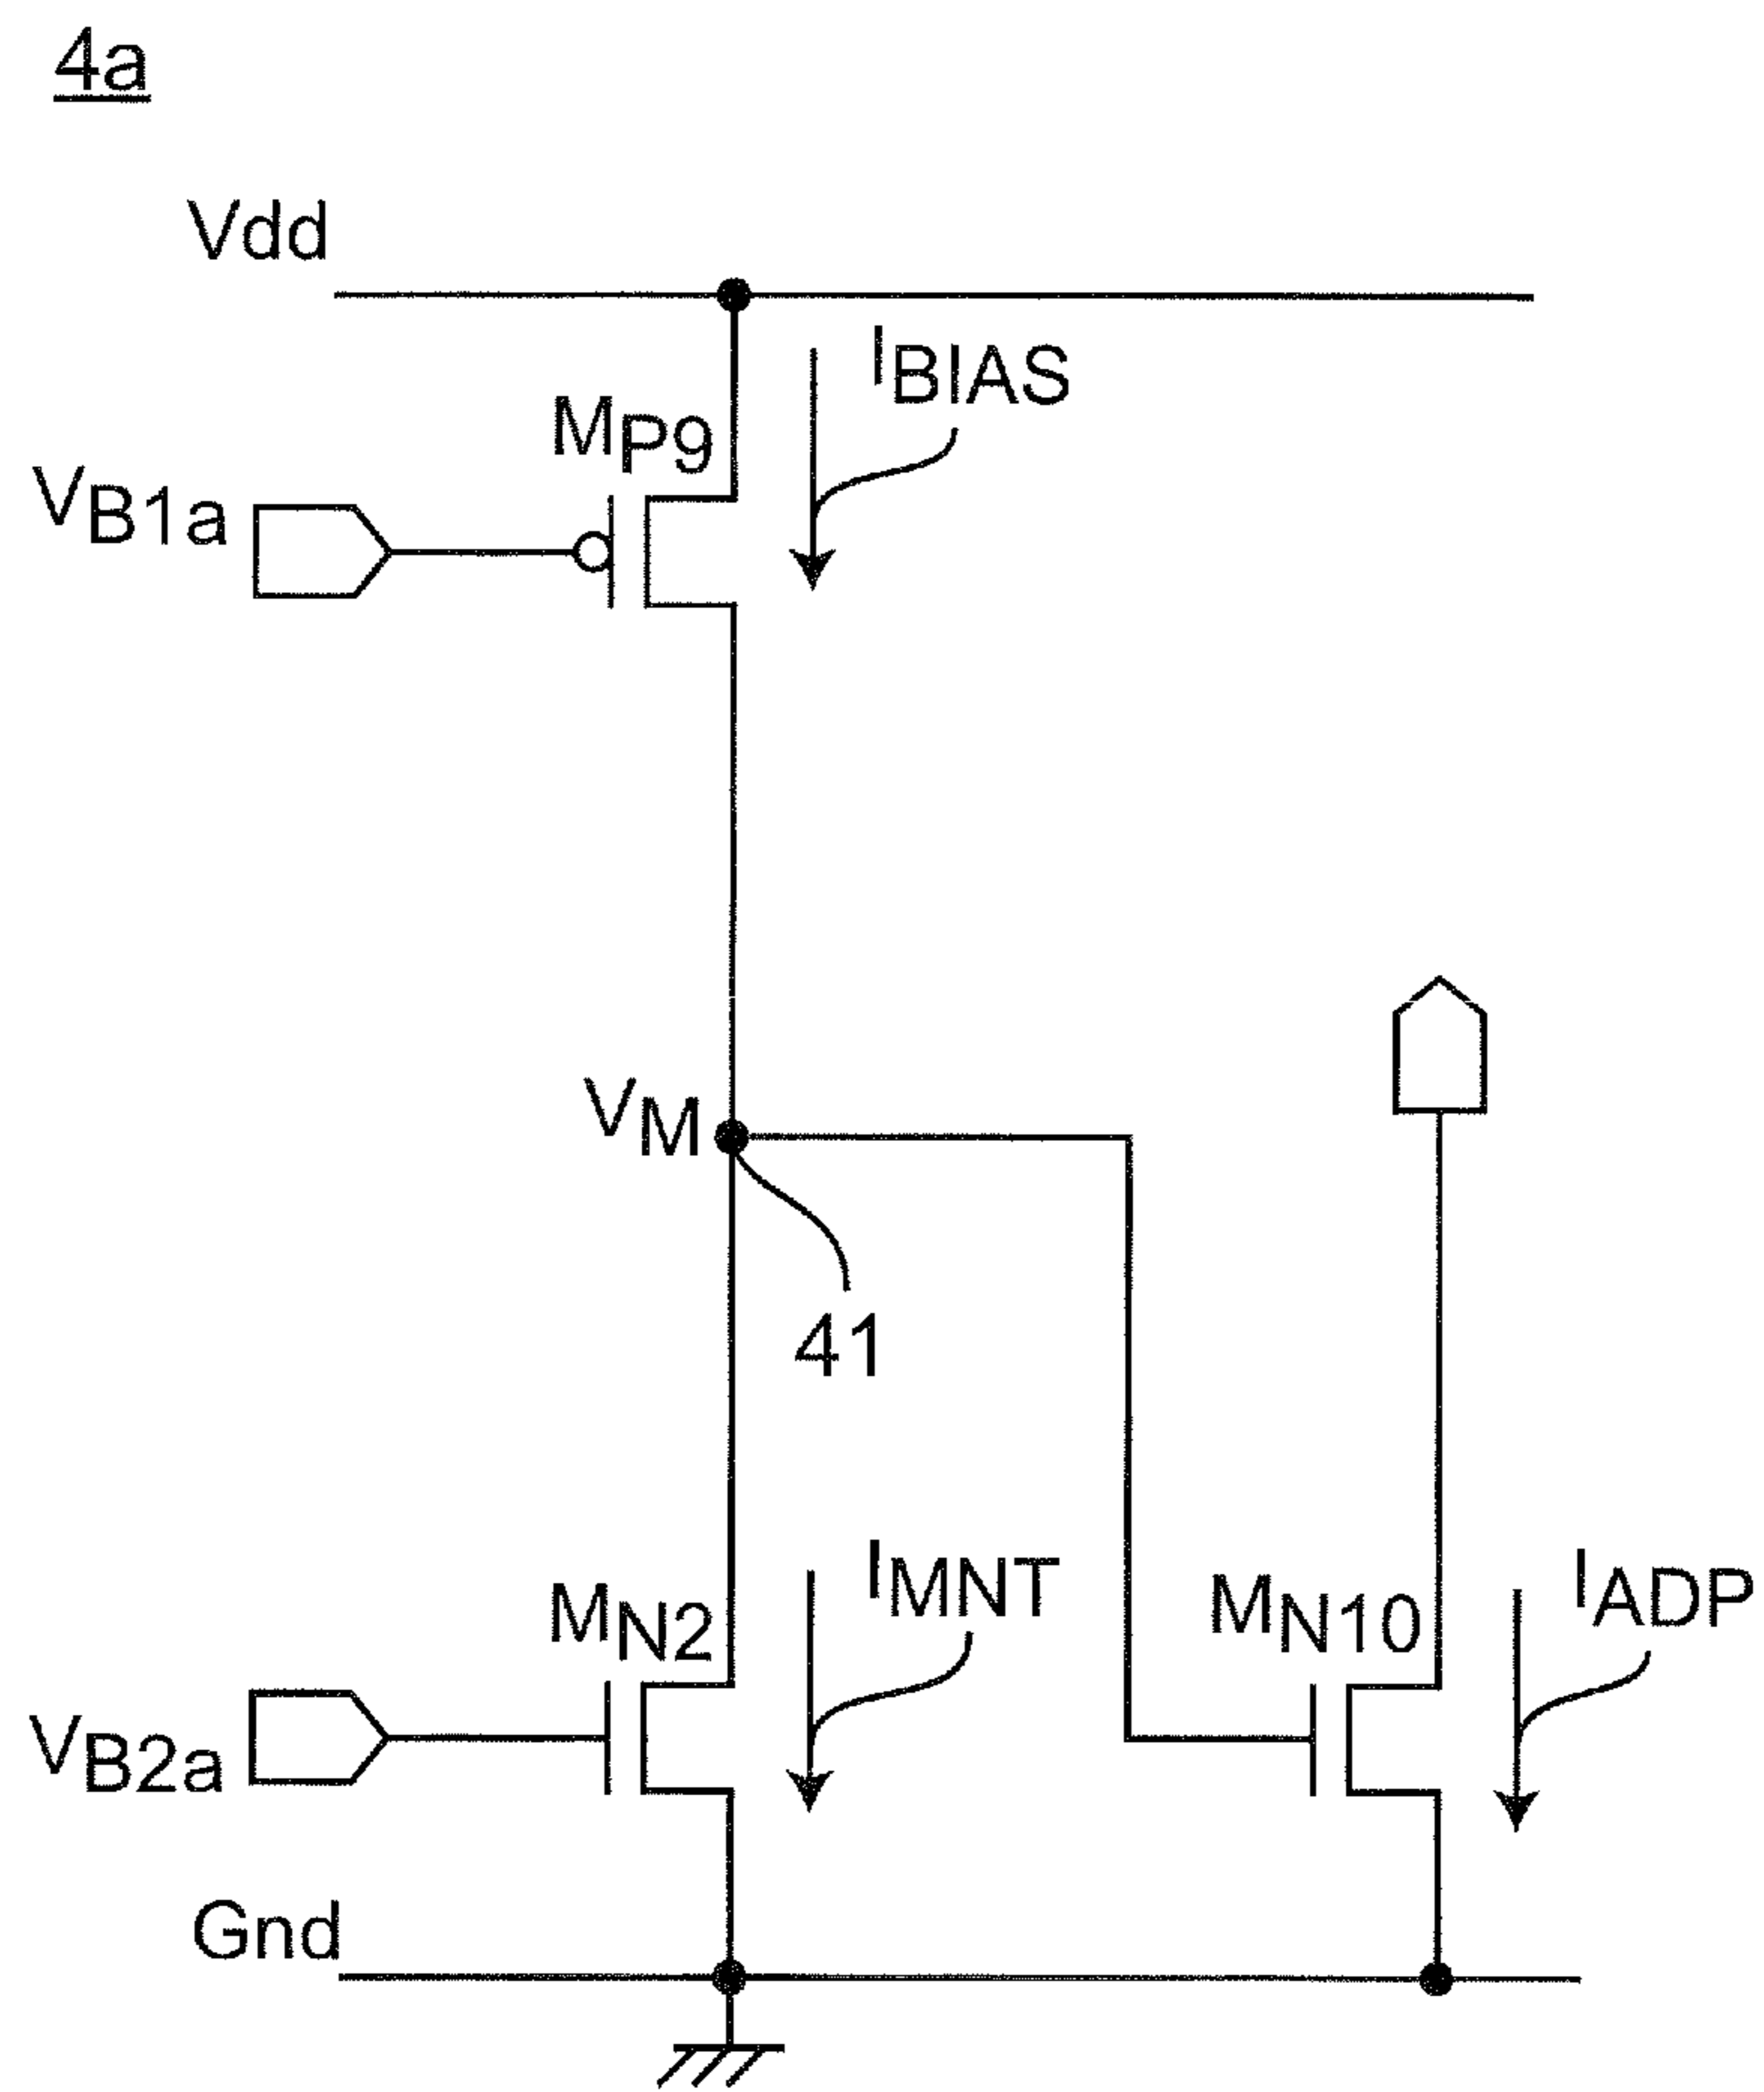 4a
Vdd
IBIAS
MP9
VB1a
VM
41
IMNT
MN2
MN10
IADP
VB2a
Gnd